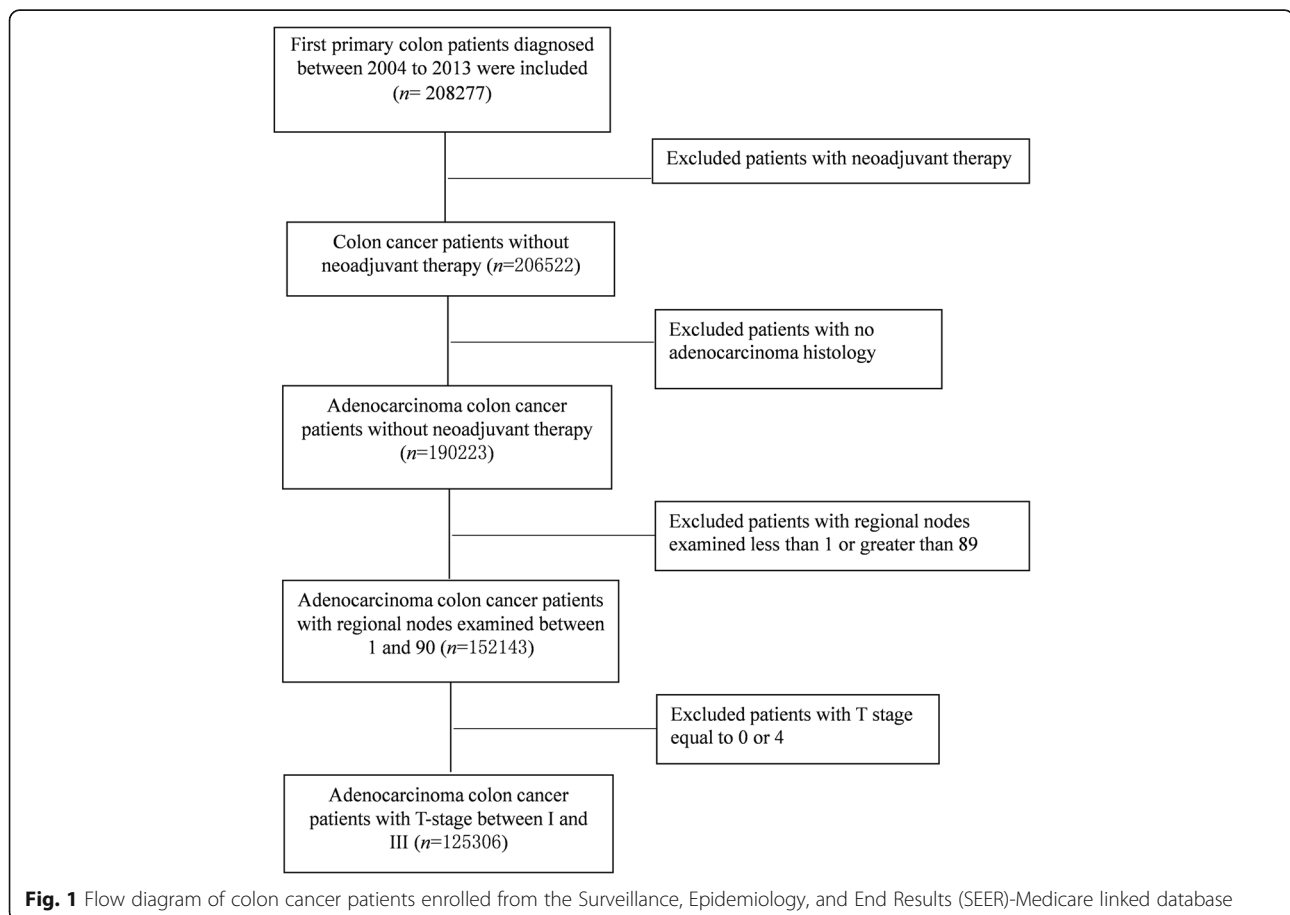 First primary colon patients diagnosed
between 2004 to 2013 were included
(n= 208277)
Excluded patients with neoadjuvant therapy
Colon cancer patients without
neoadjuvant therapy (n=206522)
Excluded patients with no
adenocarcinoma histology
Adenocarcinoma colon cancer
patients without neoadjuvant therapy
(n=190223)
Excluded patients with regional nodes
examined less than 1 or greater than 89
Adenocarcinoma colon cancer patients
with regional nodes examined between
1 and 90 (n=152143)
Excluded patients with T stage
equal to 0 or 4
Adenocarcinoma colon cancer
patients with T-stage between I and
III (n=125306)
Fig. 1 Flow diagram of colon cancer patients enrolled from the Surveillance, Epidemiology, and End Results (SEER)-Medicare linked database